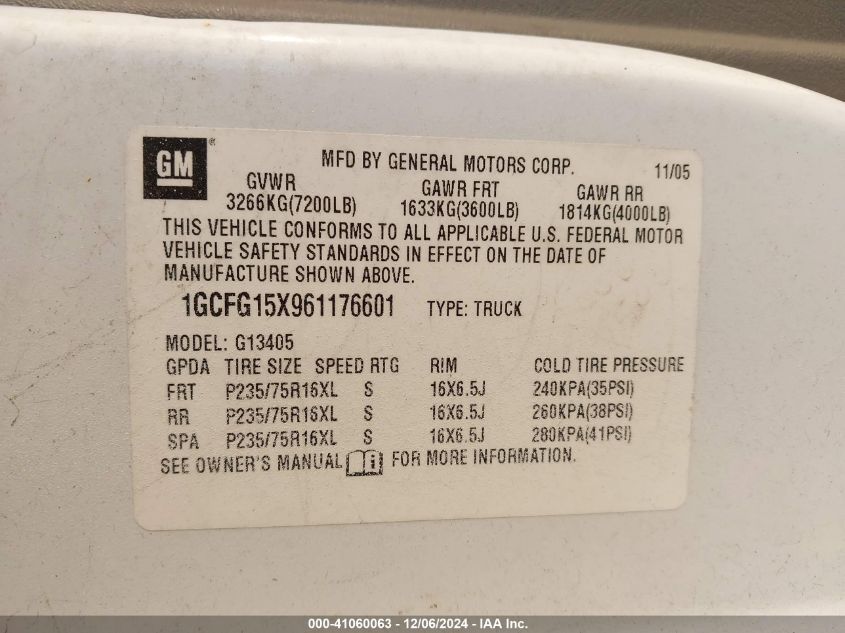 GM ®
MFD BY GENERAL MOTORS CORP. 11/05
GVWR GAWR FRT GAWR RR
3266KG(7200LB) 1633KG(3600LB) 1814KG(4000LB)
THIS VEHICLE CONFORMS TO ALL APPLICABLE U.S. FEDERAL MOTOR
VEHICLE SAFETY STANDARDS IN EFFECT ON THE DATE OF
MANUFACTURE SHOWN ABOVE.
1GCFG15X961176601 TYPE: TRUCK
MODEL: G13405
GPDA TIRE SIZE SPEED RTG RIM COLD TIRE PRESSURE
FRT P235/75R16XL S 16X6.5J 240KPA(35PSI)
RR P235/75R16XL S 16X6.5J 260KPA(38PSI)
SPA P235/75R16XL S 16X6.5J 280KPA(41PSI)
SEE OWNER'S MANUAL i FOR MORE INFORMATION.
000-41060063 - 12/06/2024 - IAA Inc.